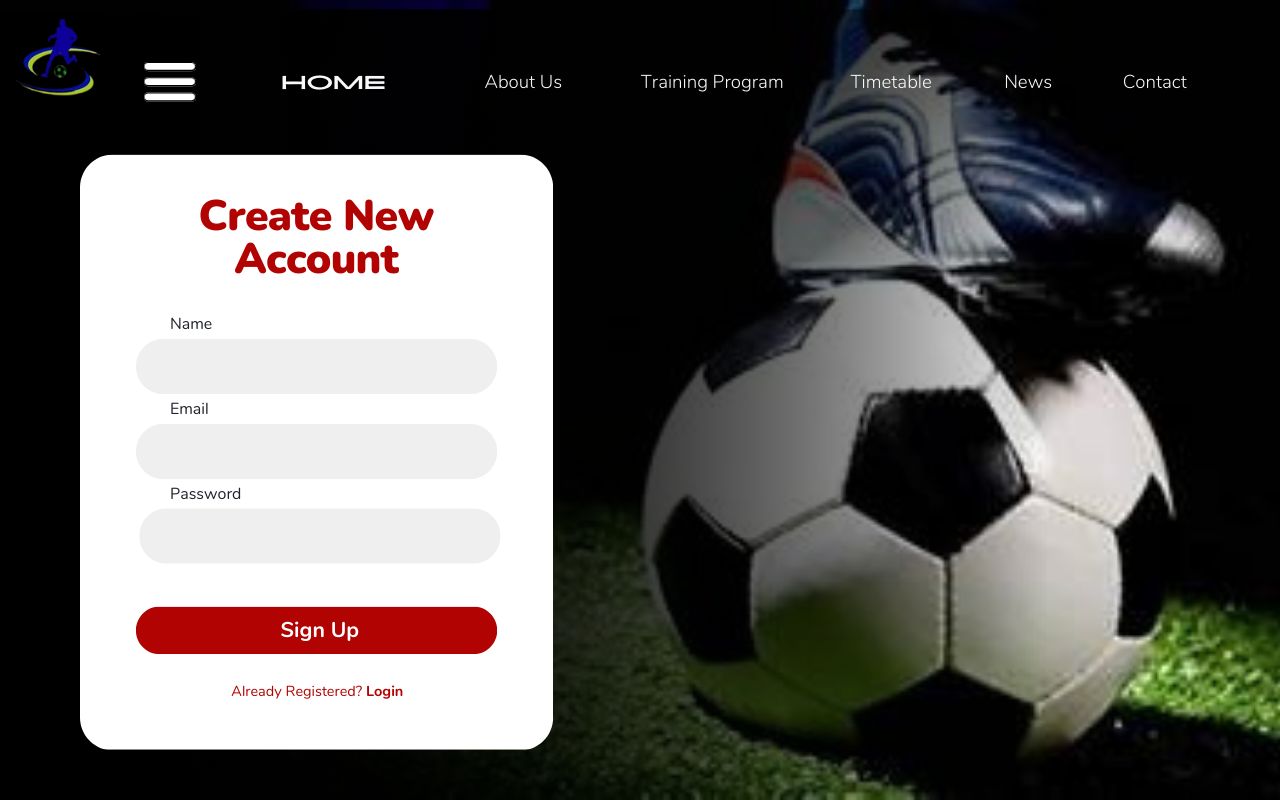 HOME
About Us
Training Program
Timetable
News
Contact
Create New
Account
Name
Email
Password
Sign Up
Already Registered? Login